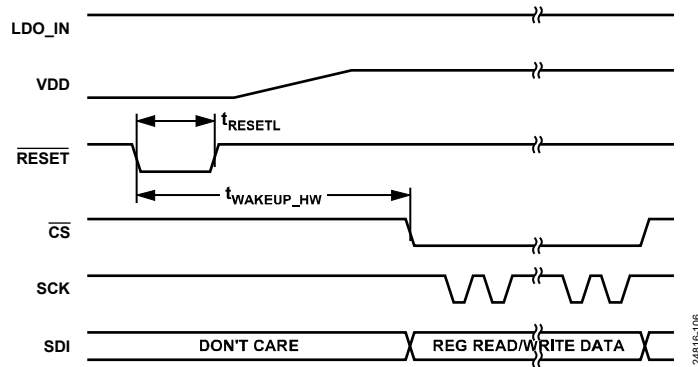 LDO_IN
VDD
tRESETL
RESET
tWAKEUP_HW
CS
SCK
SDI
DON'T CARE
REG READ/WRITE DATA
24816-106